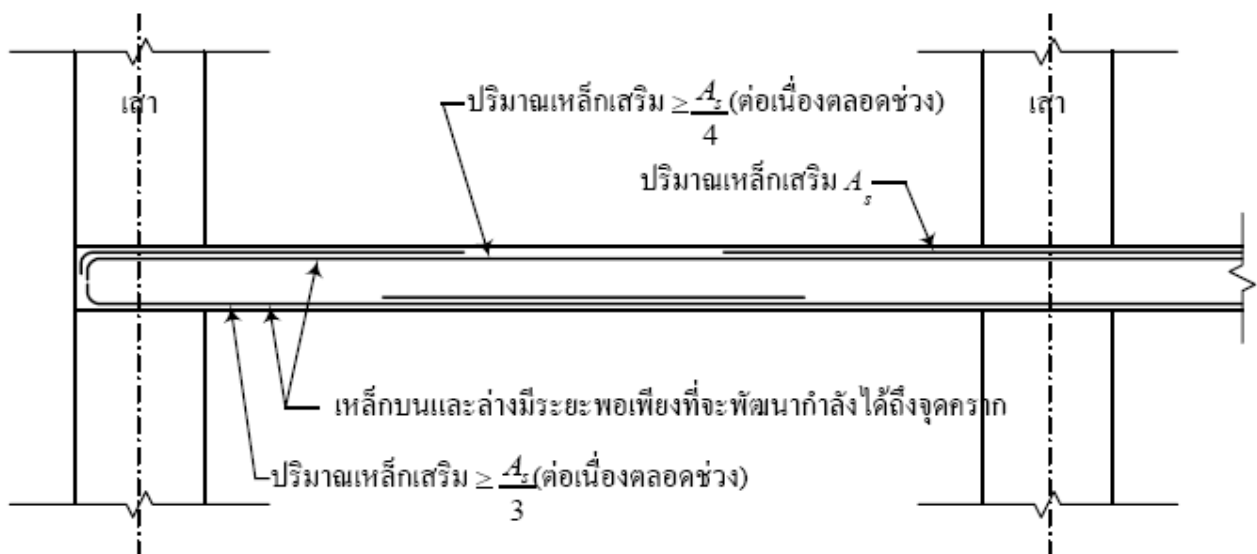 เสา
เสา
ปริมาณเหล็กเสริม ≥ A_s/4 (ต่อเนื่องตลอดช่วง)
ปริมาณเหล็กเสริม A_s
เหล็กบนและล่างมีระยะพอเพียงที่จะพัฒนากำลังได้ถึงจุดคราก
ปริมาณเหล็กเสริม ≥ A_s/3 (ต่อเนื่องตลอดช่วง)